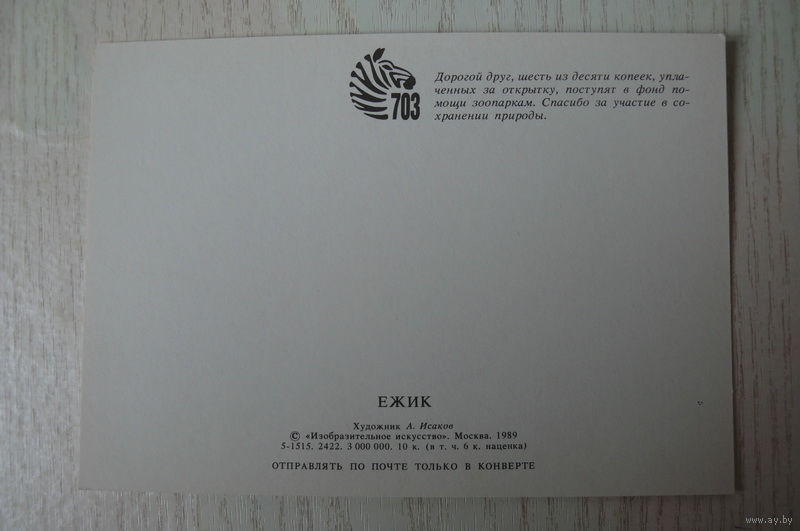 703
Дорогой друг, шесть из десяти копеек, упла-
ченных за открытку, поступят в фонд по-
мощи зоопаркам. Спасибо за участие в со-
хранении природы.
ЕЖИК
Художник А. Исаков
© «Изобразительное искусство». Москва. 1989
5-1515. 2422. 3 000 000. 10 к. (в т. ч. 6 к. наценка)
ОТПРАВЛЯТЬ ПО ПОЧТЕ ТОЛЬКО В КОНВЕРТЕ
www.ay.by